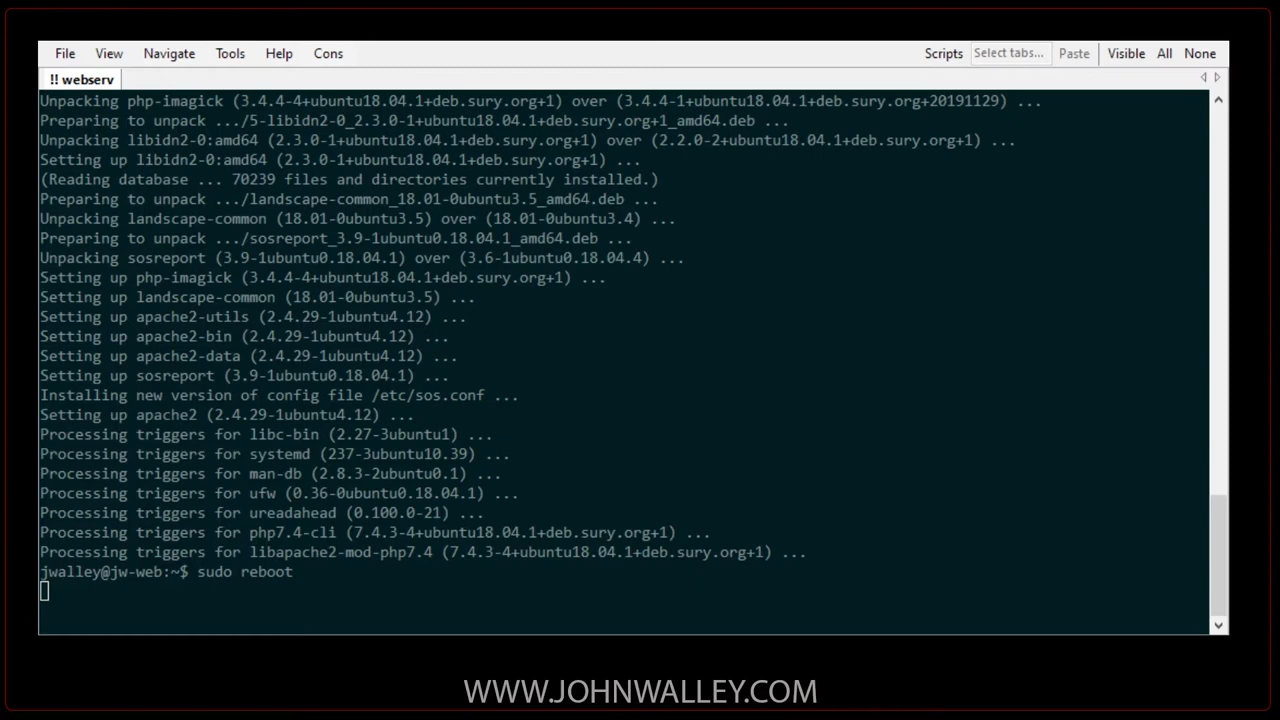 File View Navigate Tools Help Cons Scripts Select tabs... Paste Visible All None
!! webserv
Unpacking php-imagick (3.4.4-4+ubuntu18.04.1+deb.sury.org+1) over (3.4.4-1+ubuntu18.04.1+deb.sury.org+20191129) ...
Preparing to unpack .../5-libidn2-0_2.3.0-1+ubuntu18.04.1+deb.sury.org+1_amd64.deb ...
Unpacking libidn2-0:amd64 (2.3.0-1+ubuntu18.04.1+deb.sury.org+1) over (2.2.0-2+ubuntu18.04.1+deb.sury.org+1) ...
Setting up libidn2-0:amd64 (2.3.0-1+ubuntu18.04.1+deb.sury.org+1) ...
(Reading database ... 70239 files and directories currently installed.)
Preparing to unpack .../landscape-common_18.01-0ubuntu3.5_amd64.deb ...
Unpacking landscape-common (18.01-0ubuntu3.5) over (18.01-0ubuntu3.4) ...
Preparing to unpack .../sosreport_3.9-1ubuntu0.18.04.1_amd64.deb ...
Unpacking sosreport (3.9-1ubuntu0.18.04.1) over (3.6-1ubuntu0.18.04.4) ...
Setting up php-imagick (3.4.4-4+ubuntu18.04.1+deb.sury.org+1) ...
Setting up landscape-common (18.01-0ubuntu3.5) ...
Setting up apache2-utils (2.4.29-1ubuntu4.12) ...
Setting up apache2-bin (2.4.29-1ubuntu4.12) ...
Setting up apache2-data (2.4.29-1ubuntu4.12) ...
Setting up sosreport (3.9-1ubuntu0.18.04.1) ...
Installing new version of config file /etc/sos.conf ...
Setting up apache2 (2.4.29-1ubuntu4.12) ...
Processing triggers for libc-bin (2.27-3ubuntu1) ...
Processing triggers for systemd (237-3ubuntu10.39) ...
Processing triggers for man-db (2.8.3-2ubuntu0.1) ...
Processing triggers for ufw (0.36-0ubuntu0.18.04.1) ...
Processing triggers for ureadahead (0.100.0-21) ...
Processing triggers for php7.4-cli (7.4.3-4+ubuntu18.04.1+deb.sury.org+1) ...
Processing triggers for libapache2-mod-php7.4 (7.4.3-4+ubuntu18.04.1+deb.sury.org+1) ...
jwalley@jw-web:~$ sudo reboot
WWW.JOHNWALLEY.COM